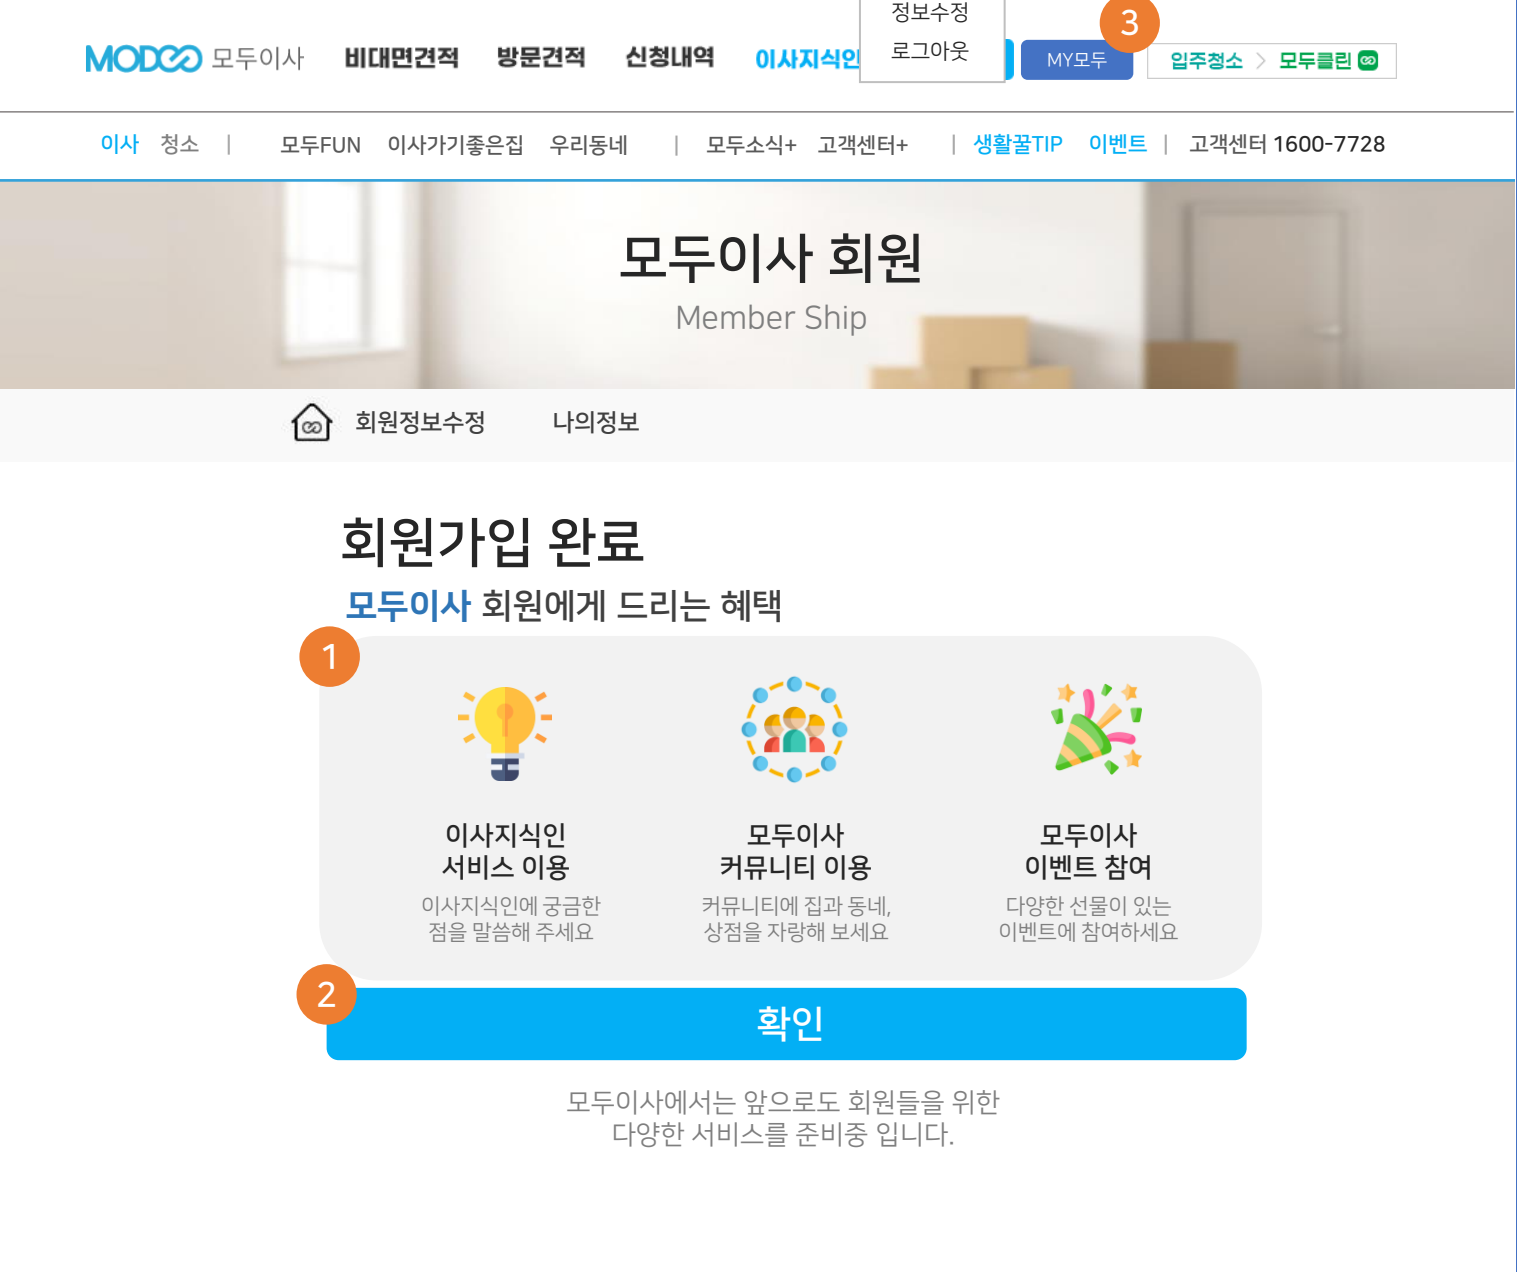 정보수정
로그아웃
3
MODOO 모두이사 비대면견적 방문견적 신청내역 이사지식인 MY모두 입주청소 > 모두클린
이사 청소 | 모두FUN 이사가기좋은집 우리동네 | 모두소식+ 고객센터+ | 생활꿀TIP 이벤트 | 고객센터 1600-7728
모두이사 회원
Member Ship
회원정보수정 나의정보
회원가입 완료
모두이사 회원에게 드리는 혜택
1
이사지식인
서비스 이용
이사지식인에 궁금한
점을 말씀해 주세요
모두이사
커뮤니티 이용
커뮤니티에 집과 동네,
상점을 자랑해 보세요
모두이사
이벤트 참여
다양한 선물이 있는
이벤트에 참여하세요
2
확인
모두이사에서는 앞으로도 회원들을 위한
다양한 서비스를 준비중 입니다.